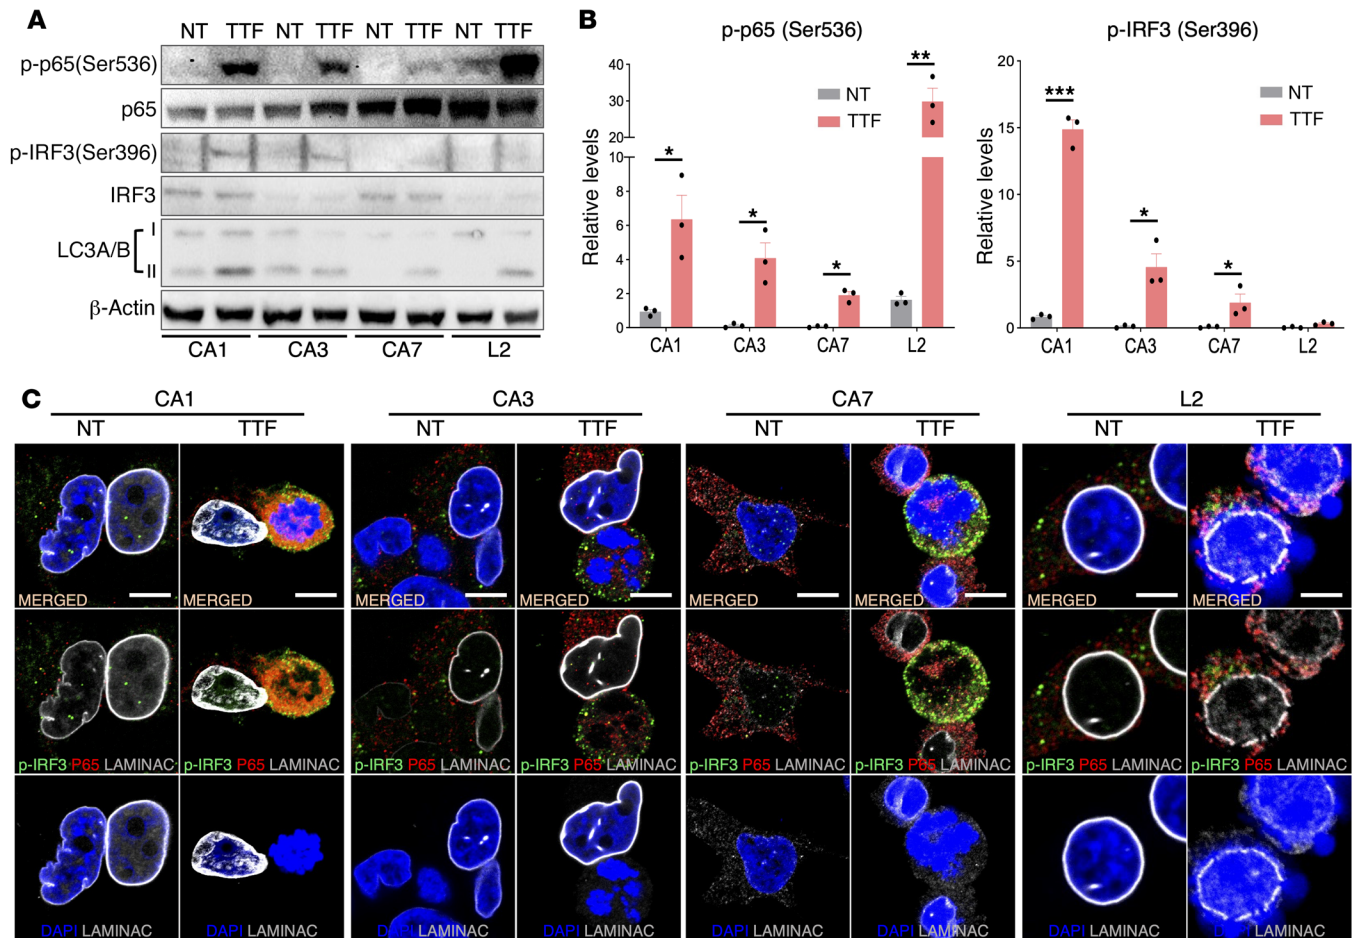 A
NT TTF NT TTF NT TTF NT TTF
p-p65(Ser536)
p65
p-IRF3(Ser396)
IRF3
LC3A/B
I
II
β-Actin
CA1 CA3 CA7 L2
B
p-p65 (Ser536)
Relative levels
40
30
20
10
8
6
4
2
0
NT
TTF
*
*
*
**
CA1 CA3 CA7 L2
p-IRF3 (Ser396)
Relative levels
20
15
10
5
0
NT
TTF
***
*
*
CA1 CA3 CA7 L2
C
CA1 CA3 CA7 L2
NT TTF NT TTF NT TTF NT TTF
MERGED MERGED MERGED MERGED MERGED MERGED MERGED MERGED
p-IRF3 P65 LAMINAC p-IRF3 P65 LAMINAC p-IRF3 P65 LAMINAC p-IRF3 P65 LAMINAC p-IRF3 P65 LAMINAC p-IRF3 P65 LAMINAC p-IRF3 P65 LAMINAC p-IRF3 P65 LAMINAC
DAPI LAMINAC DAPI LAMINAC DAPI LAMINAC DAPI LAMINAC DAPI LAMINAC DAPI LAMINAC DAPI LAMINAC DAPI LAMINAC